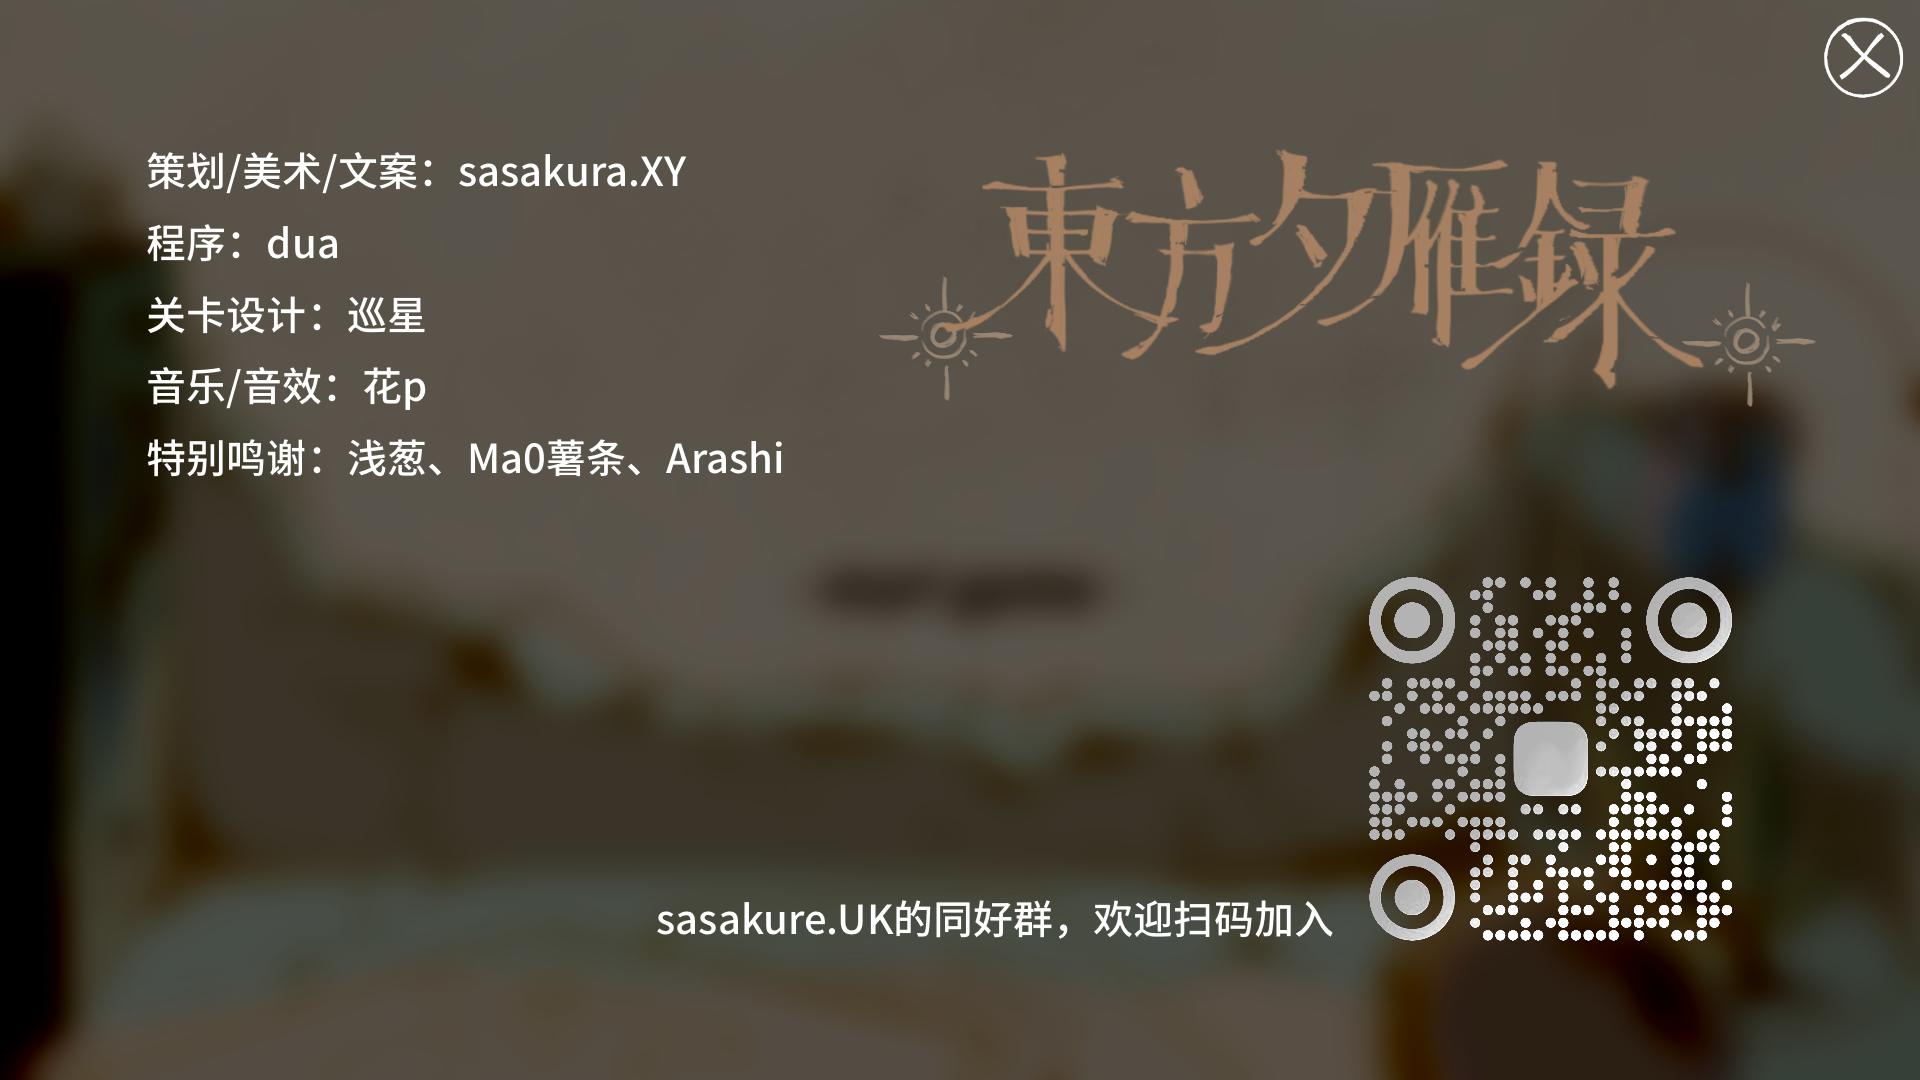 策划/美术/文案：sasakura.XY
程序：dua
关卡设计：巡星
音乐/音效：花p
特别鸣谢：浅葱、Ma0薯条、Arashi
東方夕雁録
sasakure.UK的同好群，欢迎扫码加入